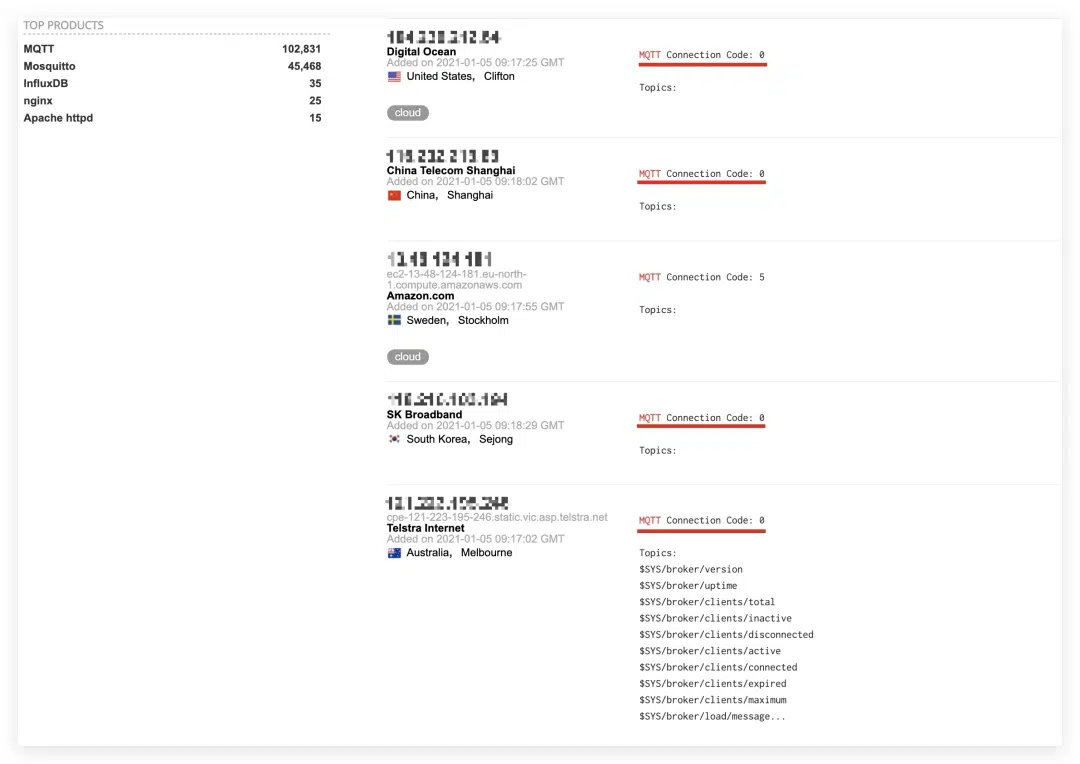 TOP PRODUCTS
MQTT 102,831
Mosquitto 45,468
InfluxDB 35
nginx 25
Apache httpd 15
Digital Ocean
Added on 2021-01-05 09:17:25 GMT
United States, Clifton
cloud
MQTT Connection Code: 0
Topics:
China Telecom Shanghai
Added on 2021-01-05 09:18:02 GMT
China, Shanghai
MQTT Connection Code: 0
Topics:
ec2-13-48-124-181.eu-north-
1.compute.amazonaws.com
Amazon.com
Added on 2021-01-05 09:17:55 GMT
Sweden, Stockholm
cloud
MQTT Connection Code: 5
Topics:
SK Broadband
Added on 2021-01-05 09:18:29 GMT
South Korea, Sejong
MQTT Connection Code: 0
Topics:
cpe-121-223-195-246.static.vic.asp.telstra.net
Telstra Internet
Added on 2021-01-05 09:17:02 GMT
Australia, Melbourne
MQTT Connection Code: 0
Topics:
$SYS/broker/version
$SYS/broker/uptime
$SYS/broker/clients/total
$SYS/broker/clients/inactive
$SYS/broker/clients/disconnected
$SYS/broker/clients/active
$SYS/broker/clients/connected
$SYS/broker/clients/expired
$SYS/broker/clients/maximum
$SYS/broker/load/message...